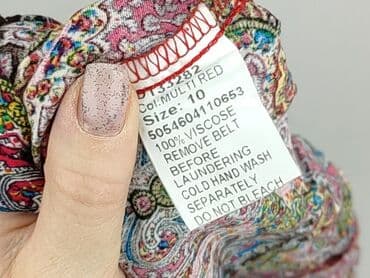 5133282
Col:MULTI RED
Size: 10
5054604110653
100% VISCOSE
REMOVE BELT
BEFORE
LAUNDERING
COLD HAND WASH
SEPARATELY
DO NOT BLEACH